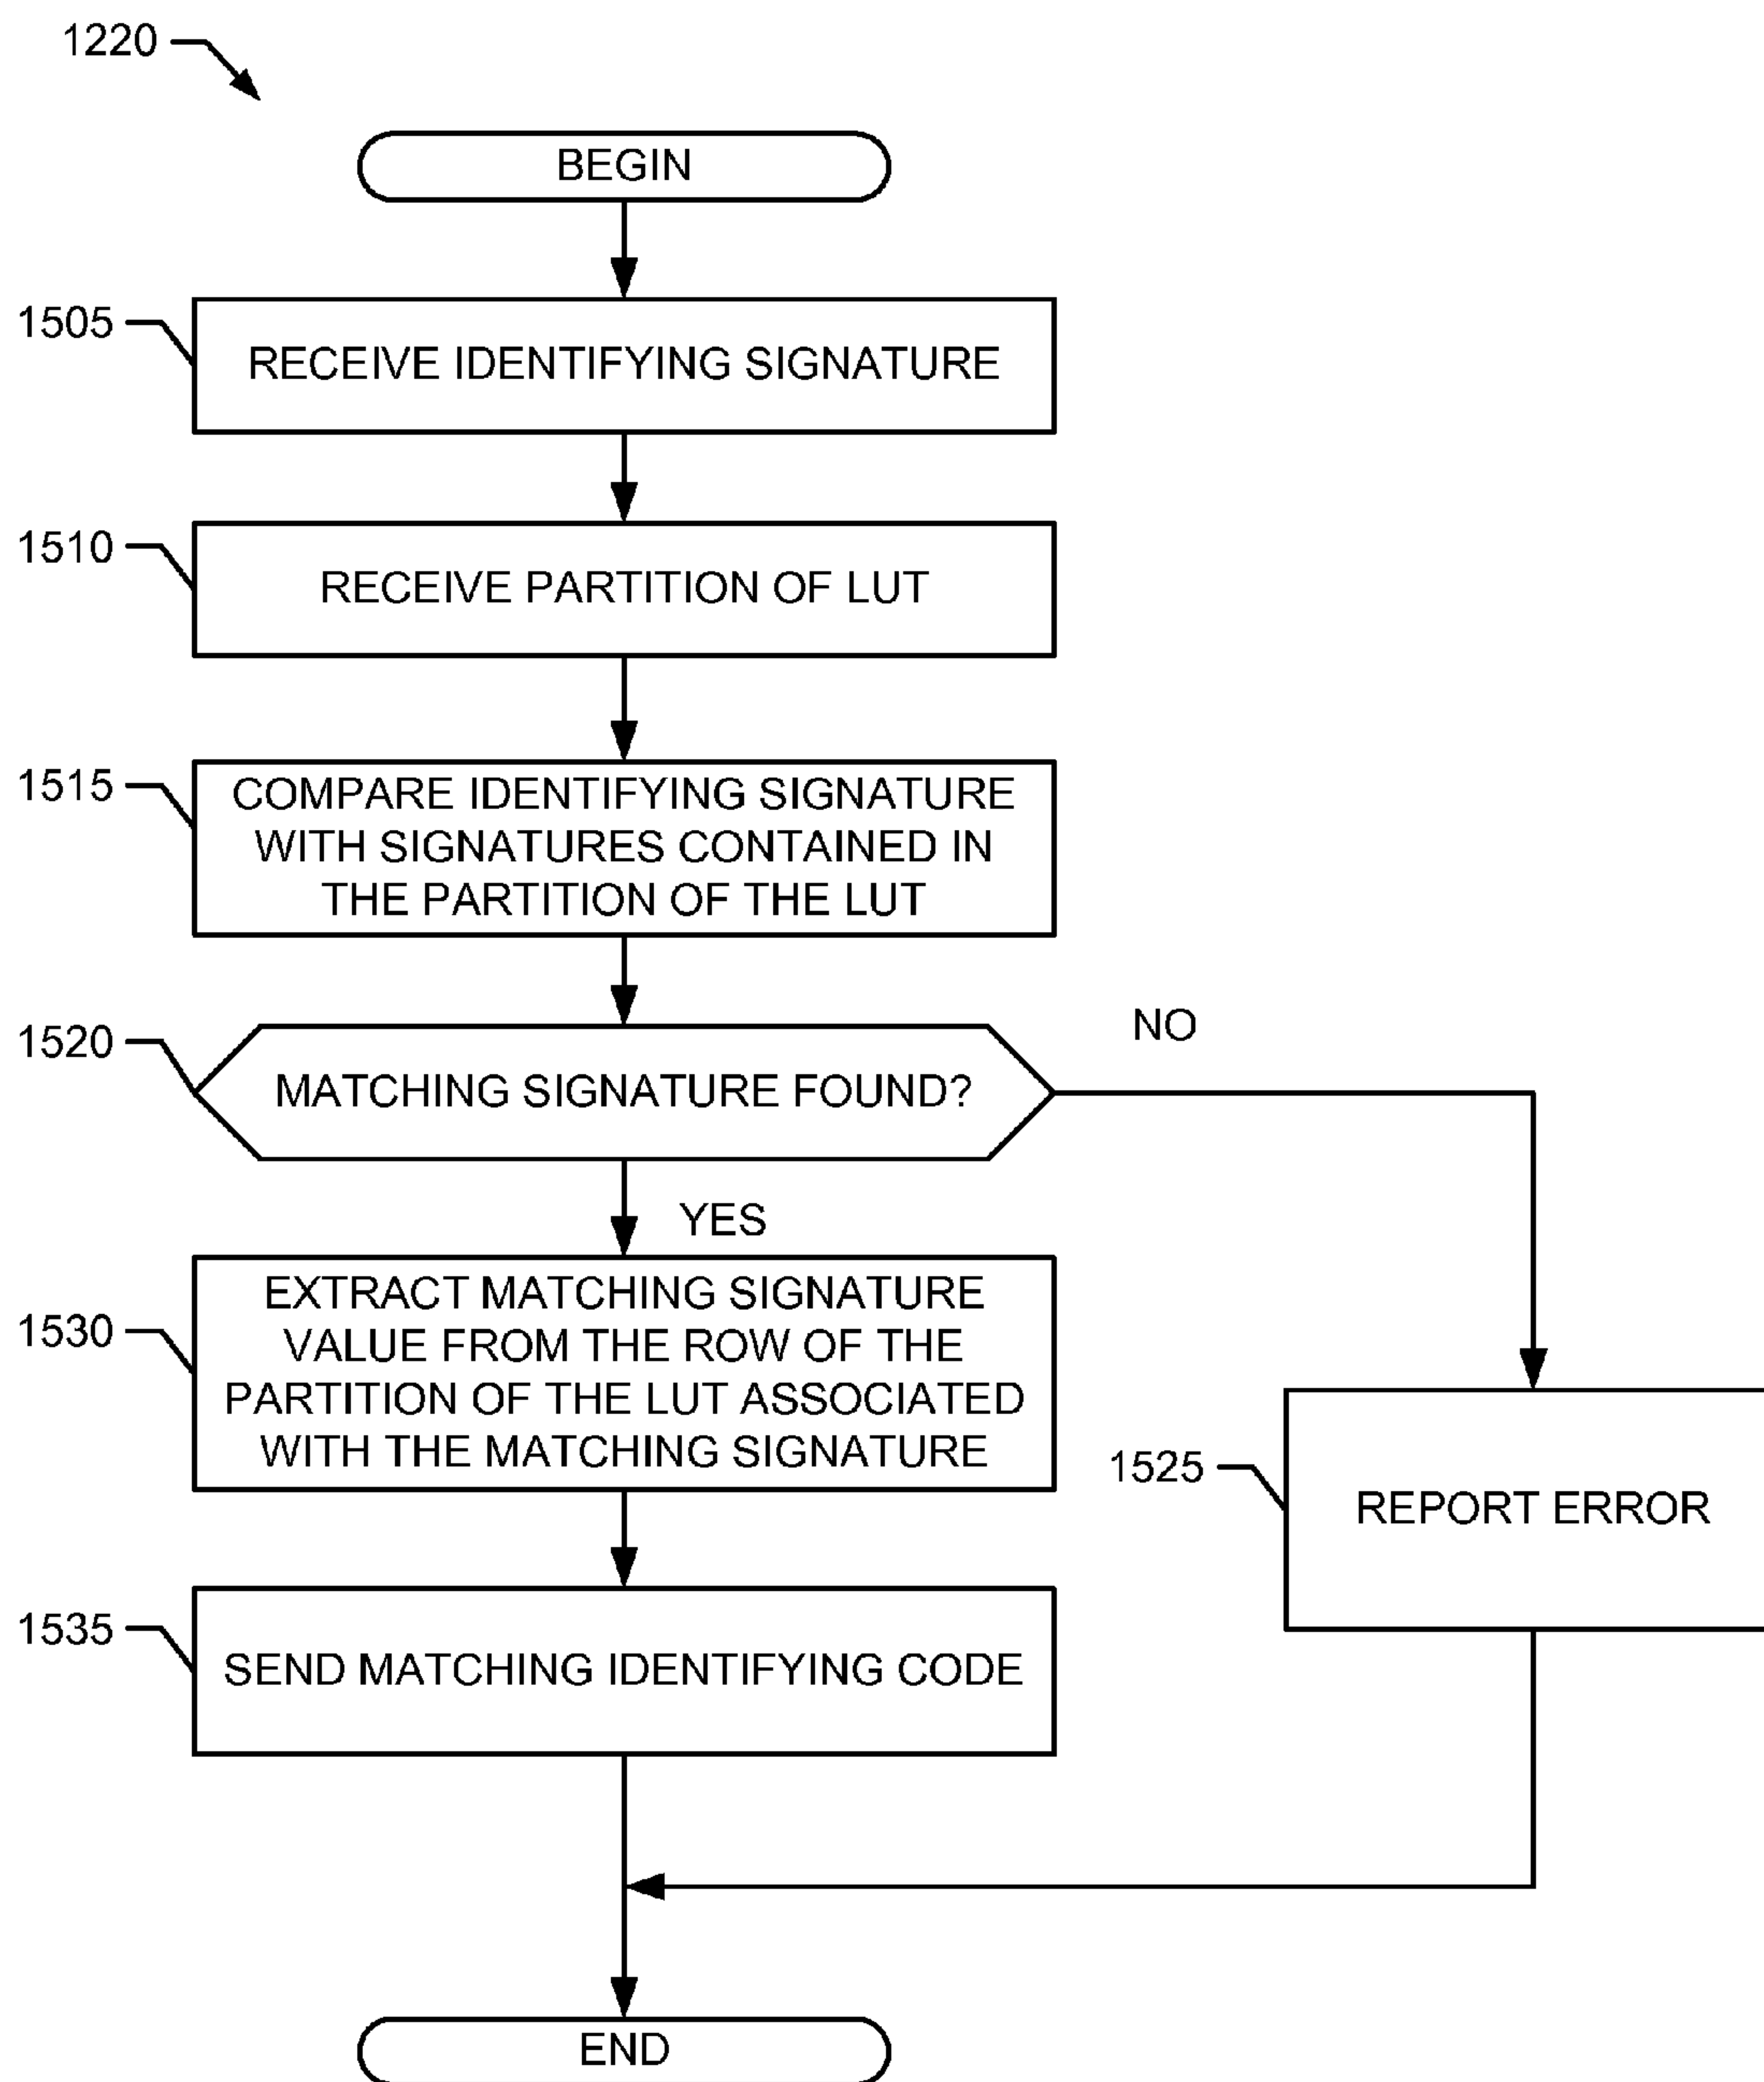 1220
BEGIN
1505
RECEIVE IDENTIFYING SIGNATURE
1510
RECEIVE PARTITION OF LUT
1515
COMPARE IDENTIFYING SIGNATURE
WITH SIGNATURES CONTAINED IN
THE PARTITION OF THE LUT
1520
MATCHING SIGNATURE FOUND?
NO
YES
1530
EXTRACT MATCHING SIGNATURE
VALUE FROM THE ROW OF THE
PARTITION OF THE LUT ASSOCIATED
WITH THE MATCHING SIGNATURE
1525
REPORT ERROR
1535
SEND MATCHING IDENTIFYING CODE
END